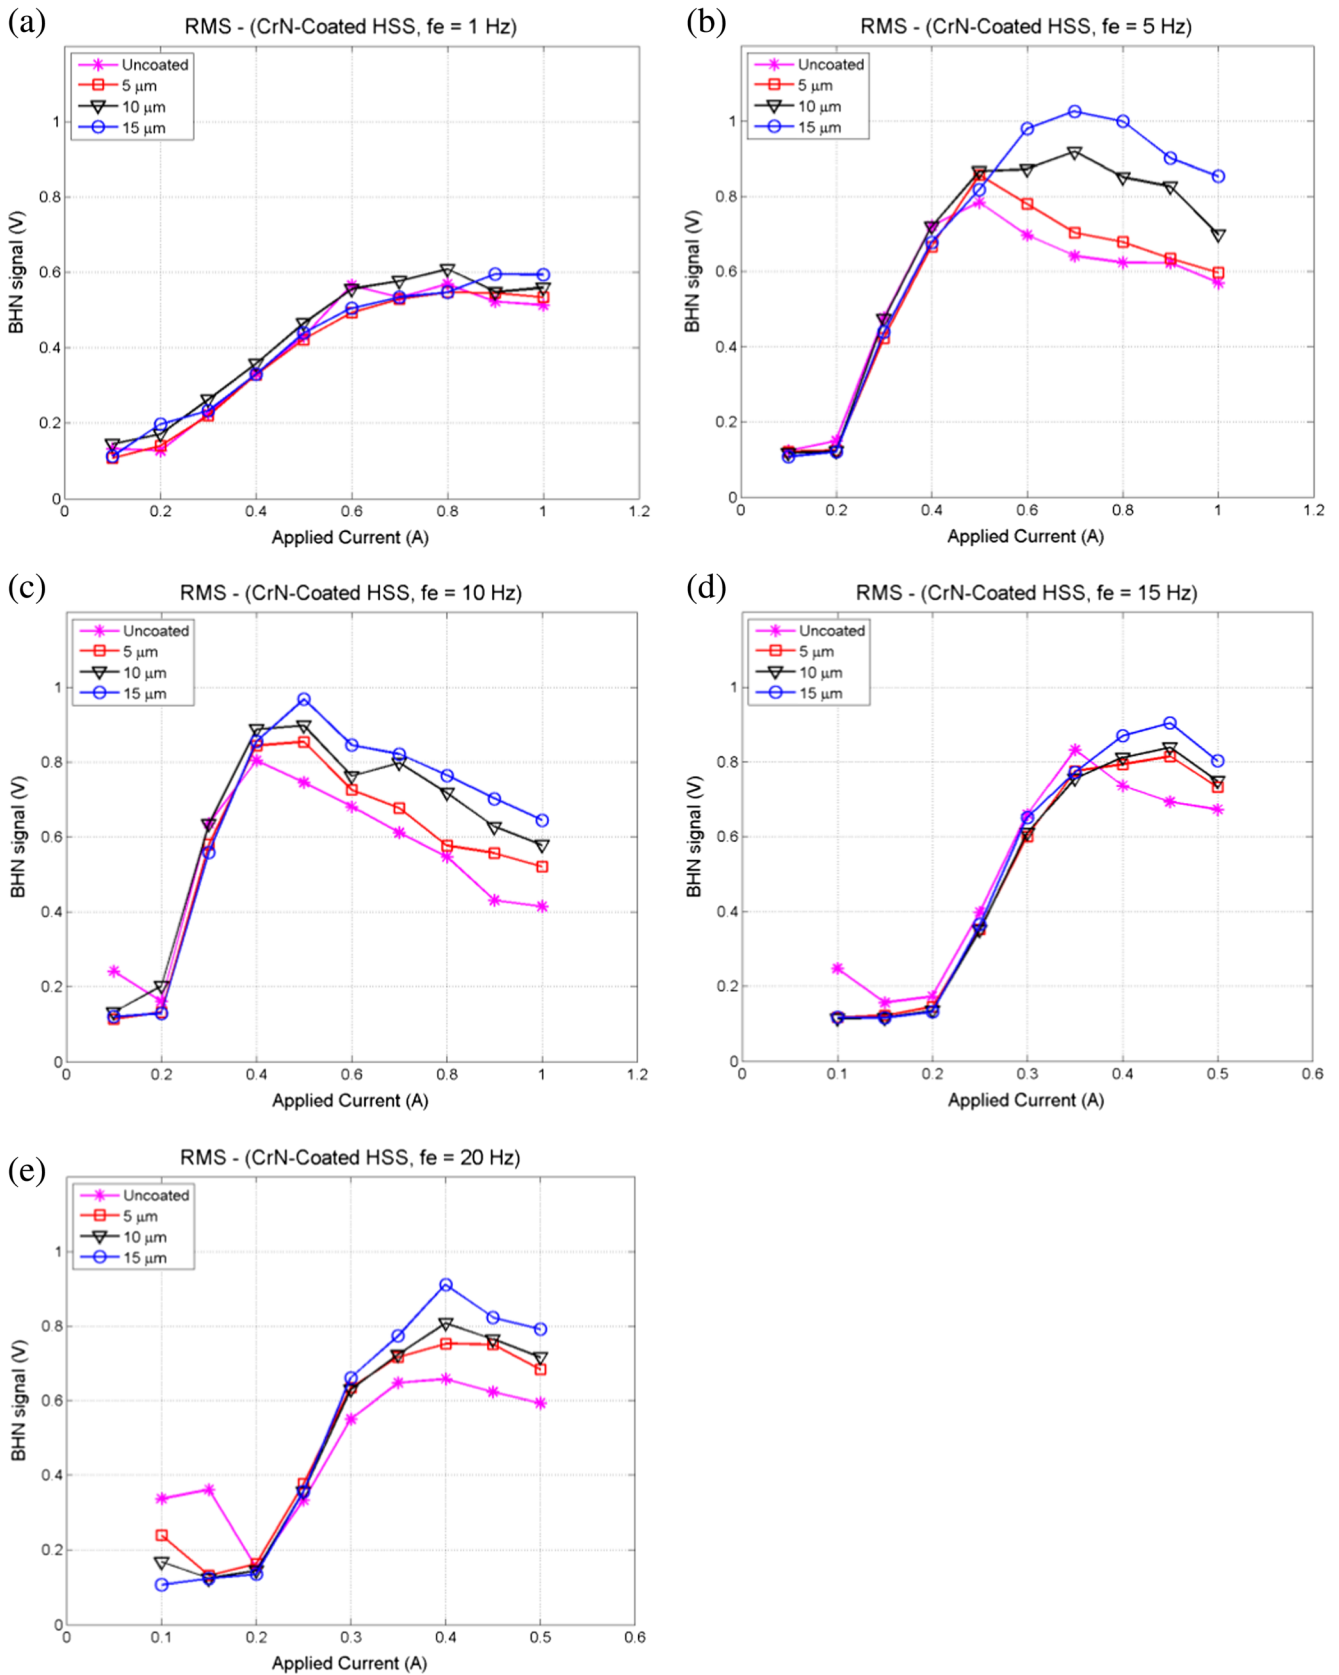 (a)
RMS - (CrN-Coated HSS, fe = 1 Hz)
Uncoated
5 μm
10 μm
15 μm
BHN signal (V)
1
0.8
0.6
0.4
0.2
0
0 0.2 0.4 0.6 0.8 1 1.2
Applied Current (A)
(b)
RMS - (CrN-Coated HSS, fe = 5 Hz)
Uncoated
5 μm
10 μm
15 μm
BHN signal (V)
1
0.8
0.6
0.4
0.2
0
0 0.2 0.4 0.6 0.8 1 1.2
Applied Current (A)
(c)
RMS - (CrN-Coated HSS, fe = 10 Hz)
Uncoated
5 μm
10 μm
15 μm
BHN signal (V)
1
0.8
0.6
0.4
0.2
0
0 0.2 0.4 0.6 0.8 1 1.2
Applied Current (A)
(d)
RMS - (CrN-Coated HSS, fe = 15 Hz)
Uncoated
5 μm
10 μm
15 μm
BHN signal (V)
1
0.8
0.6
0.4
0.2
0
0 0.1 0.2 0.3 0.4 0.5 0.6
Applied Current (A)
(e)
RMS - (CrN-Coated HSS, fe = 20 Hz)
Uncoated
5 μm
10 μm
15 μm
BHN signal (V)
1
0.8
0.6
0.4
0.2
0
0 0.1 0.2 0.3 0.4 0.5 0.6
Applied Current (A)